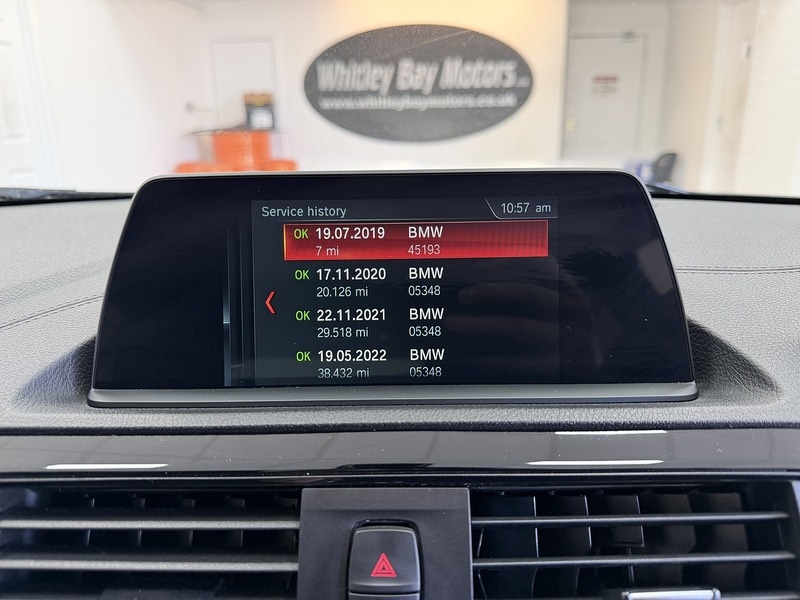 Whitley Bay Motors
www.whitleybaymotors.co.uk
Service history
10:57 am
OK 19.07.2019 BMW
7 mi 45193
OK 17.11.2020 BMW
20.126 mi 05348
OK 22.11.2021 BMW
29.518 mi 05348
OK 19.05.2022 BMW
38.432 mi 05348